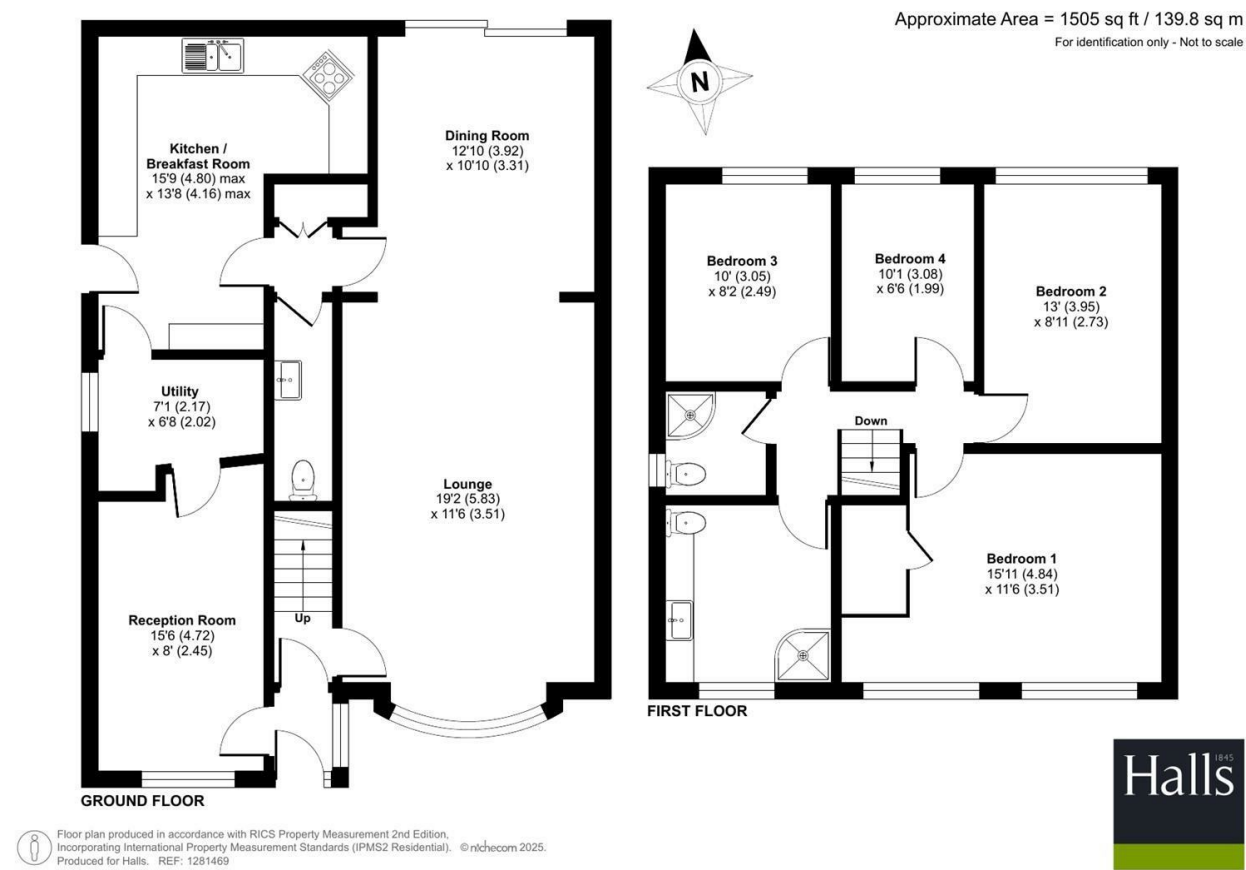 Approximate Area = 1505 sq ft / 139.8 sq m
For identification only - Not to scale
N
Kitchen /
Breakfast Room
15'9 (4.80) max
x 13'8 (4.16) max
Dining Room
12'10 (3.92)
x 10'10 (3.31)
Utility
7'1 (2.17)
x 6'8 (2.02)
Lounge
19'2 (5.83)
x 11'6 (3.51)
Reception Room
15'6 (4.72)
x 8' (2.45)
Up
GROUND FLOOR
Bedroom 3
10' (3.05)
x 8'2 (2.49)
Bedroom 4
10'1 (3.08)
x 6'6 (1.99)
Bedroom 2
13' (3.95)
x 8'11 (2.73)
Down
Bedroom 1
15'11 (4.84)
x 11'6 (3.51)
FIRST FLOOR
Halls 1845
Floor plan produced in accordance with RICS Property Measurement 2nd Edition,
Incorporating International Property Measurement Standards (IPMS2 Residential). © nichecom 2025.
Produced for Halls. REF: 1281469